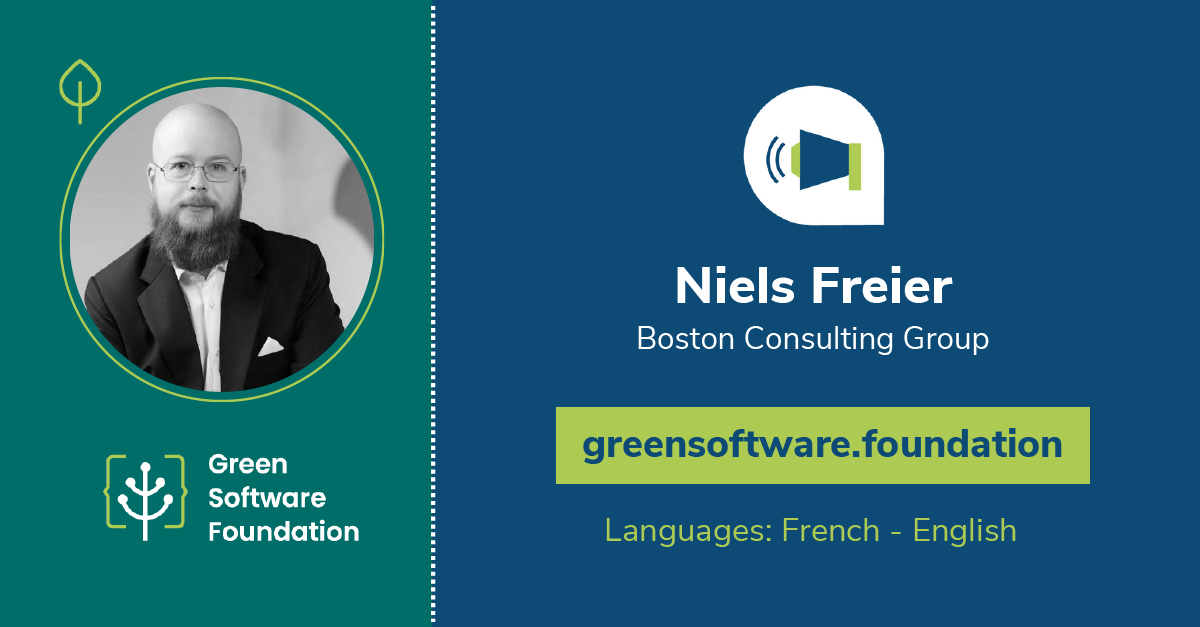 Green
Software
Foundation
Niels Freier
Boston Consulting Group
greensoftware.foundation
Languages: French - English